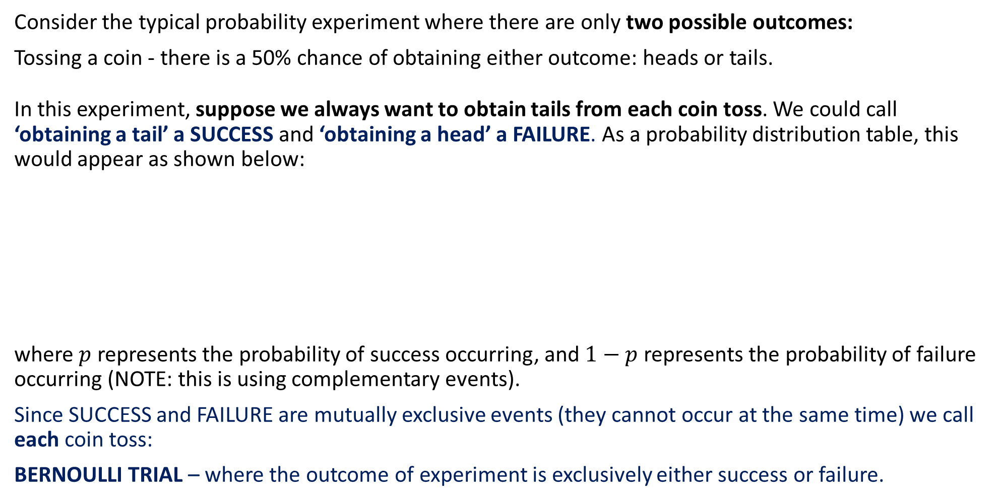 Consider the typical probability experiment where there are only two possible outcomes:
Tossing a coin - there is a 50% chance of obtaining either outcome: heads or tails.
In this experiment, suppose we always want to obtain tails from each coin toss. We could call
‘obtaining a tail’ a SUCCESS and ‘obtaining a head’ a FAILURE. As a probability distribution table, this
would appear as shown below:
where 𝑝 represents the probability of success occurring, and 1 − 𝑝 represents the probability of failure
occurring (NOTE: this is using complementary events).
Since SUCCESS and FAILURE are mutually exclusive events (they cannot occur at the same time) we call
each coin toss:
BERNOULLI TRIAL – where the outcome of experiment is exclusively either success or failure.